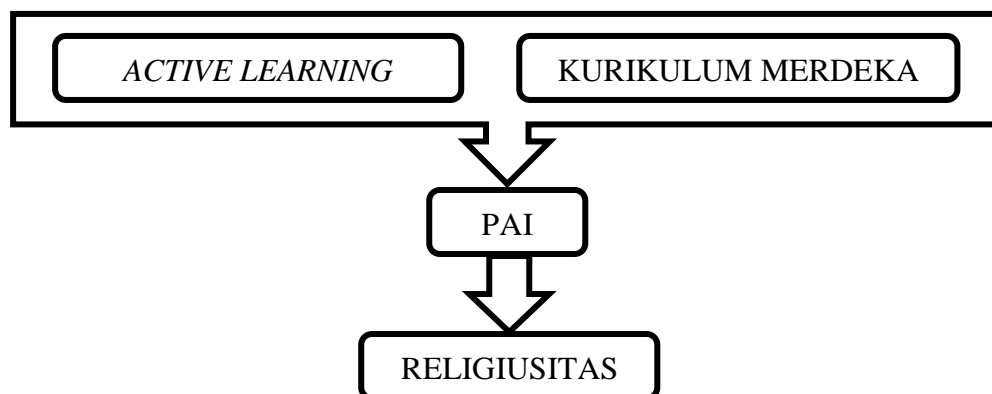 ACTIVE LEARNING
KURIKULUM MERDEKA
PAI
RELIGIUSITAS